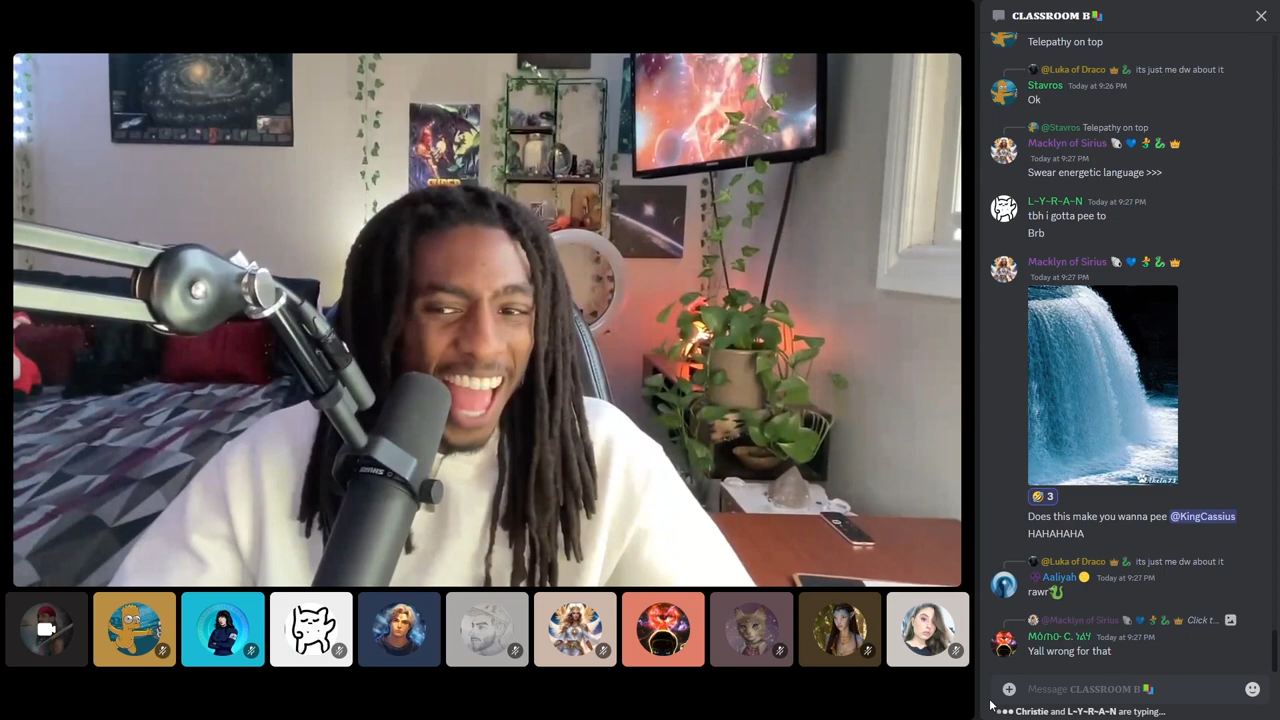 CLASSROOM B
Telepathy on top
@Luka of Draco its just me dw about it
Stavros Today at 9:26 PM
Ok
@Stavros Telepathy on top
Macklyn of Sirius
Today at 9:27 PM
Swear energetic language >>>
L~Y~R~A~N Today at 9:27 PM
tbh i gotta pee to
Brb
Macklyn of Sirius
Today at 9:27 PM
3
Does this make you wanna pee @KingCassius
HAHAHAHA
@Luka of Draco its just me dw about it
Aaliyah Today at 9:27 PM
rawr
@Macklyn of Sirius Click t...
Today at 9:27 PM
Yall wrong for that
Message CLASSROOM B
Christie and L~Y~R~A~N are typing...